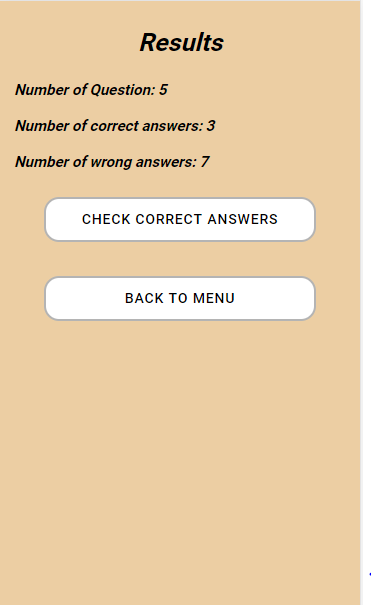 Results
Number of Question: 5
Number of correct answers: 3
Number of wrong answers: 7
CHECK CORRECT ANSWERS
BACK TO MENU